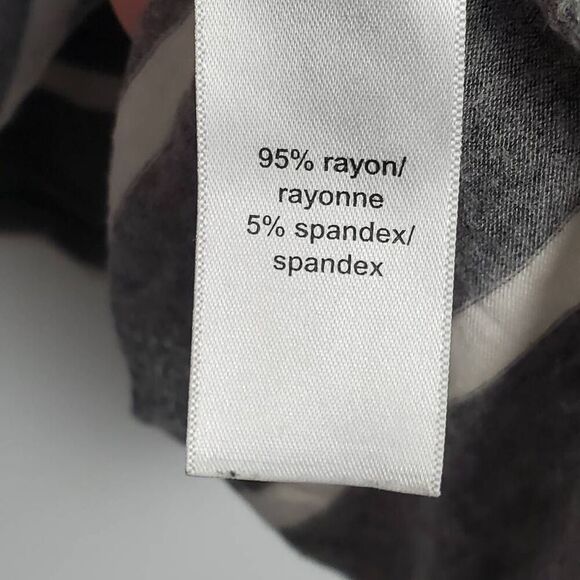 95% rayon/
rayonne
5% spandex/
spandex